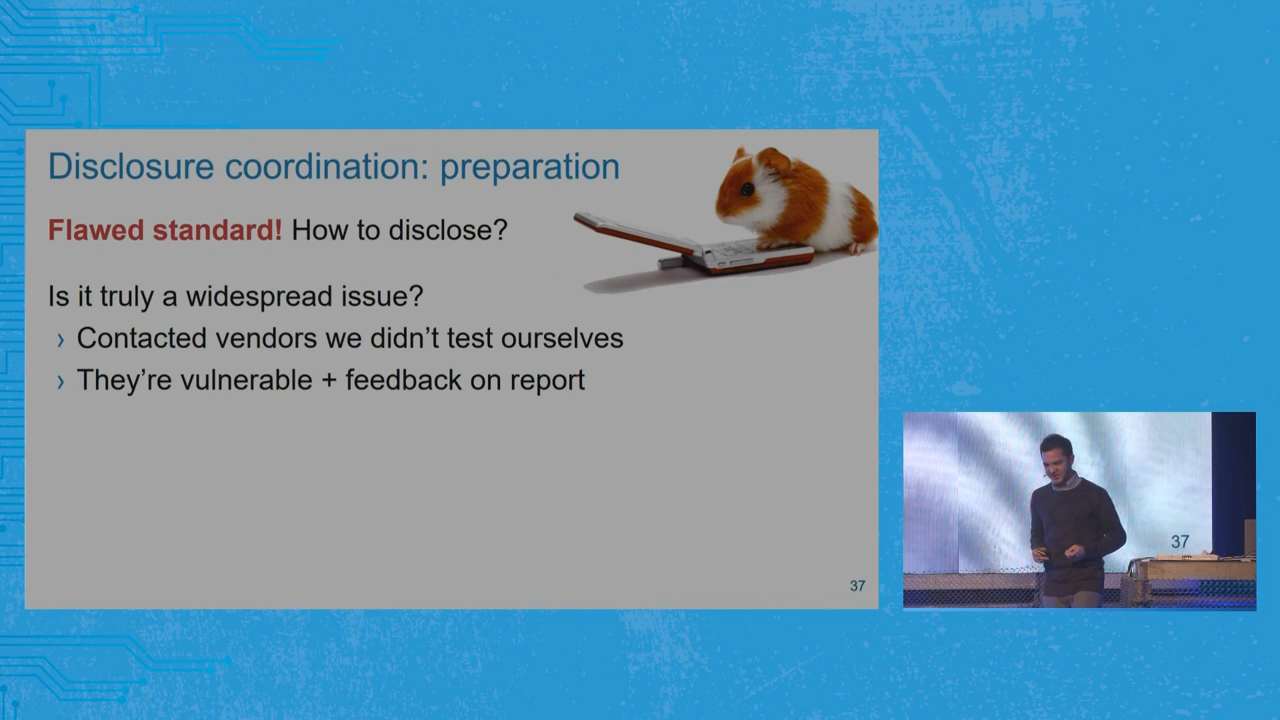 Disclosure coordination: preparation
Flawed standard! How to disclose?
Is it truly a widespread issue?
› Contacted vendors we didn't test ourselves
› They're vulnerable + feedback on report
37
37